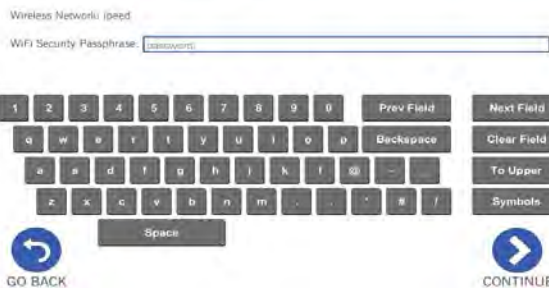 Wireless Network: ipeed
WiFi Security Passphrase: password
1 2 3 4 5 6 7 8 9 0 Prev Field Next Field
q w e r t y u i o p Backspace Clear Field
a s d f g h j k l @ - To Upper
z x c v b n m # / Symbols
Space
GO BACK CONTINUE